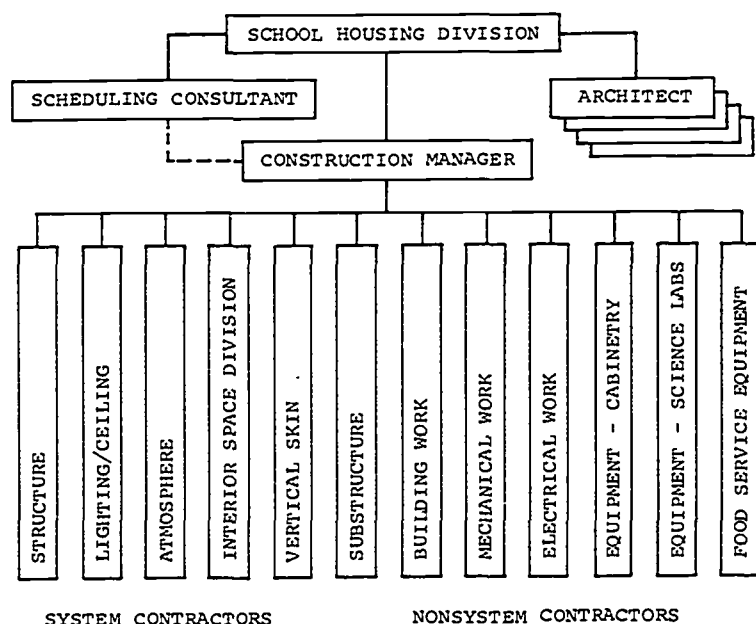 SCHOOL HOUSING DIVISION
SCHEDULING CONSULTANT
ARCHITECT
CONSTRUCTION MANAGER
STRUCTURE
LIGHTING/CEILING
ATMOSPHERE
INTERIOR SPACE DIVISION
VERTICAL SKIN
SUBSTRUCTURE
BUILDING WORK
MECHANICAL WORK
ELECTRICAL WORK
EQUIPMENT - CABINETRY
EQUIPMENT - SCIENCE LABS
FOOD SERVICE EQUIPMENT
SYSTEM CONTRACTORS
NONSYSTEM CONTRACTORS